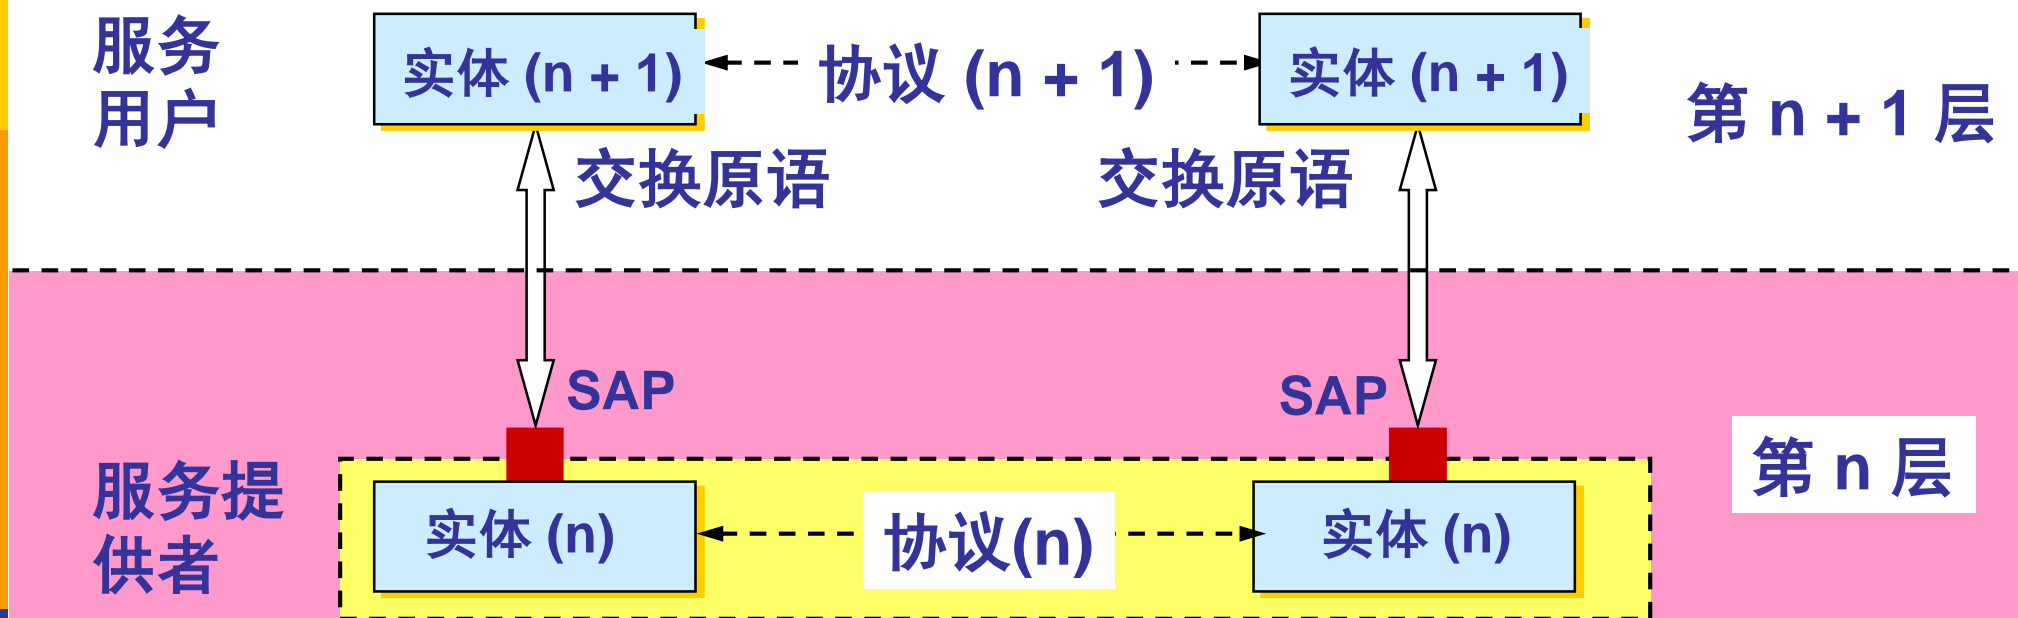 服务
用户
实体 (n + 1)
协议 (n + 1)
实体 (n + 1)
第 n + 1 层
交换原语
交换原语
SAP
SAP
服务提
供者
实体 (n)
协议(n)
实体 (n)
第 n 层